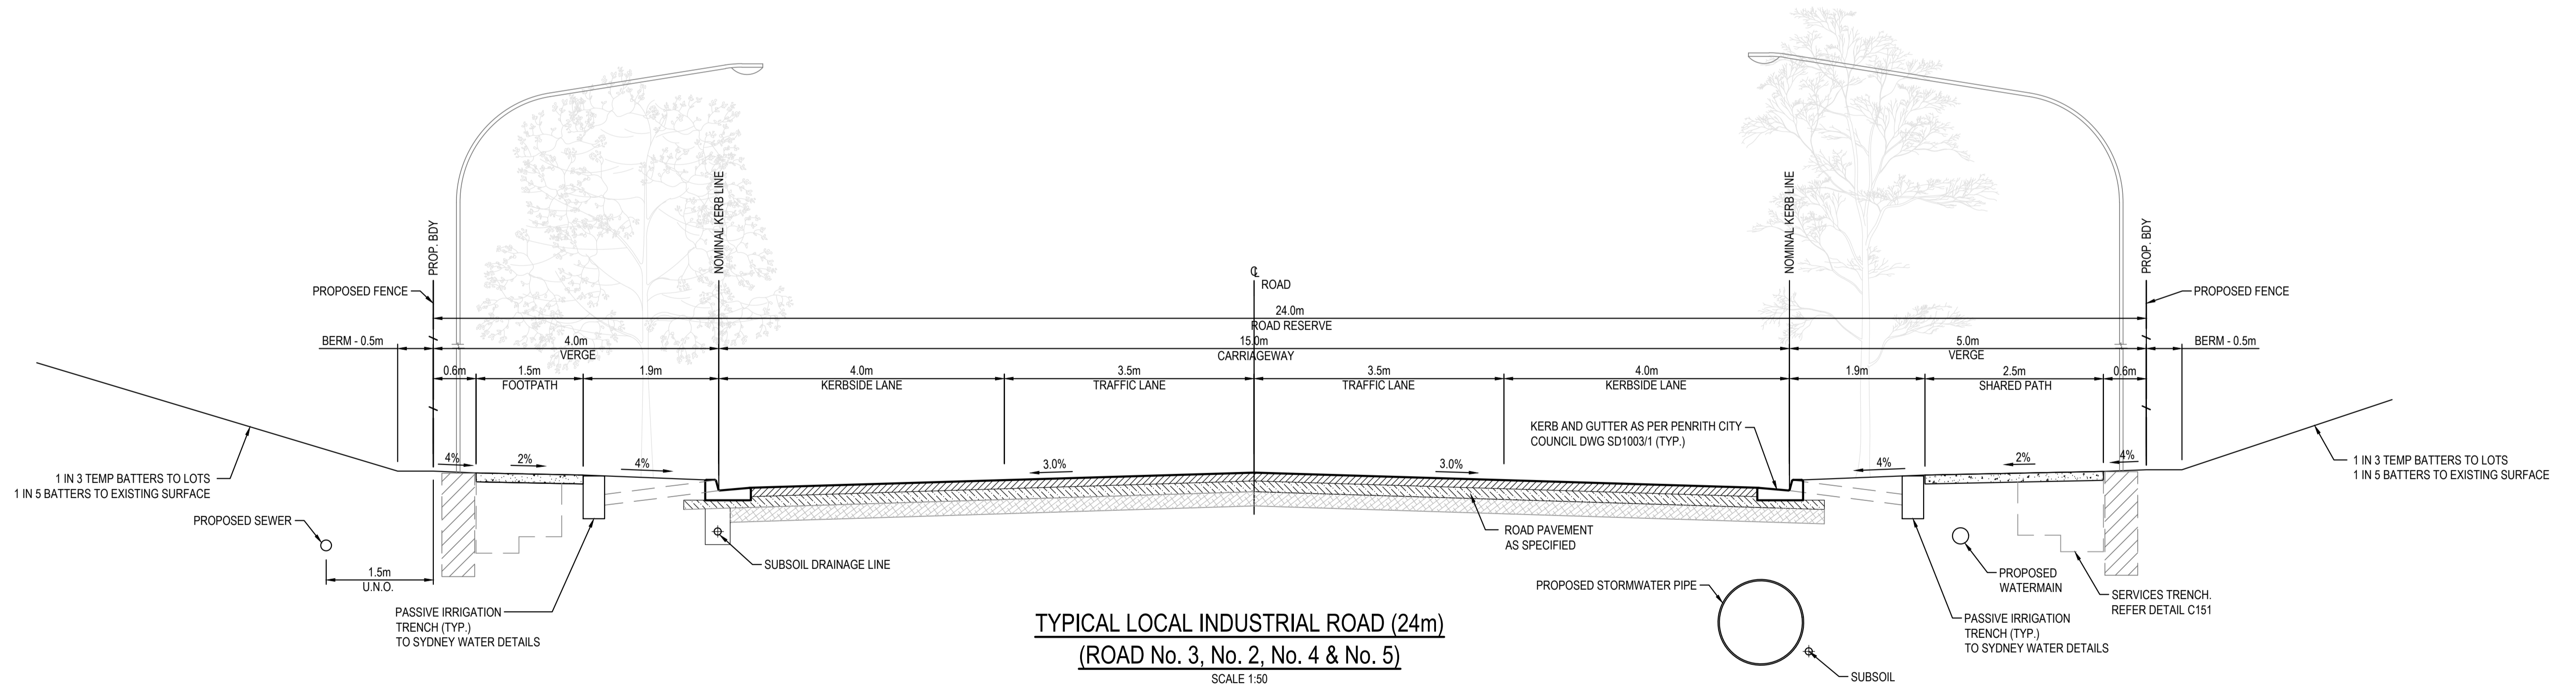 PROP. BDY
NOMINAL KERB LINE
NOMINAL KERB LINE
PROP. BDY
℄
ROAD
PROPOSED FENCE
PROPOSED FENCE
24.0m
ROAD RESERVE
BERM - 0.5m
4.0m
VERGE
15.0m
CARRIAGEWAY
5.0m
VERGE
BERM - 0.5m
0.6m
1.5m
FOOTPATH
1.9m
4.0m
KERBSIDE LANE
3.5m
TRAFFIC LANE
3.5m
TRAFFIC LANE
4.0m
KERBSIDE LANE
1.9m
2.5m
SHARED PATH
0.6m
KERB AND GUTTER AS PER PENRITH CITY
COUNCIL DWG SD1003/1 (TYP.)
4%
2%
4%
3.0%
3.0%
4%
2%
4%
1 IN 3 TEMP BATTERS TO LOTS
1 IN 5 BATTERS TO EXISTING SURFACE
1 IN 3 TEMP BATTERS TO LOTS
1 IN 5 BATTERS TO EXISTING SURFACE
PROPOSED SEWER
1.5m
U.N.O.
SUBSOIL DRAINAGE LINE
ROAD PAVEMENT
AS SPECIFIED
PASSIVE IRRIGATION
TRENCH (TYP.)
TO SYDNEY WATER DETAILS
PROPOSED STORMWATER PIPE
PROPOSED
WATERMAIN
SERVICES TRENCH.
REFER DETAIL C151
PASSIVE IRRIGATION
TRENCH (TYP.)
TO SYDNEY WATER DETAILS
SUBSOIL
TYPICAL LOCAL INDUSTRIAL ROAD (24m)
(ROAD No. 3, No. 2, No. 4 & No. 5)
SCALE 1:50